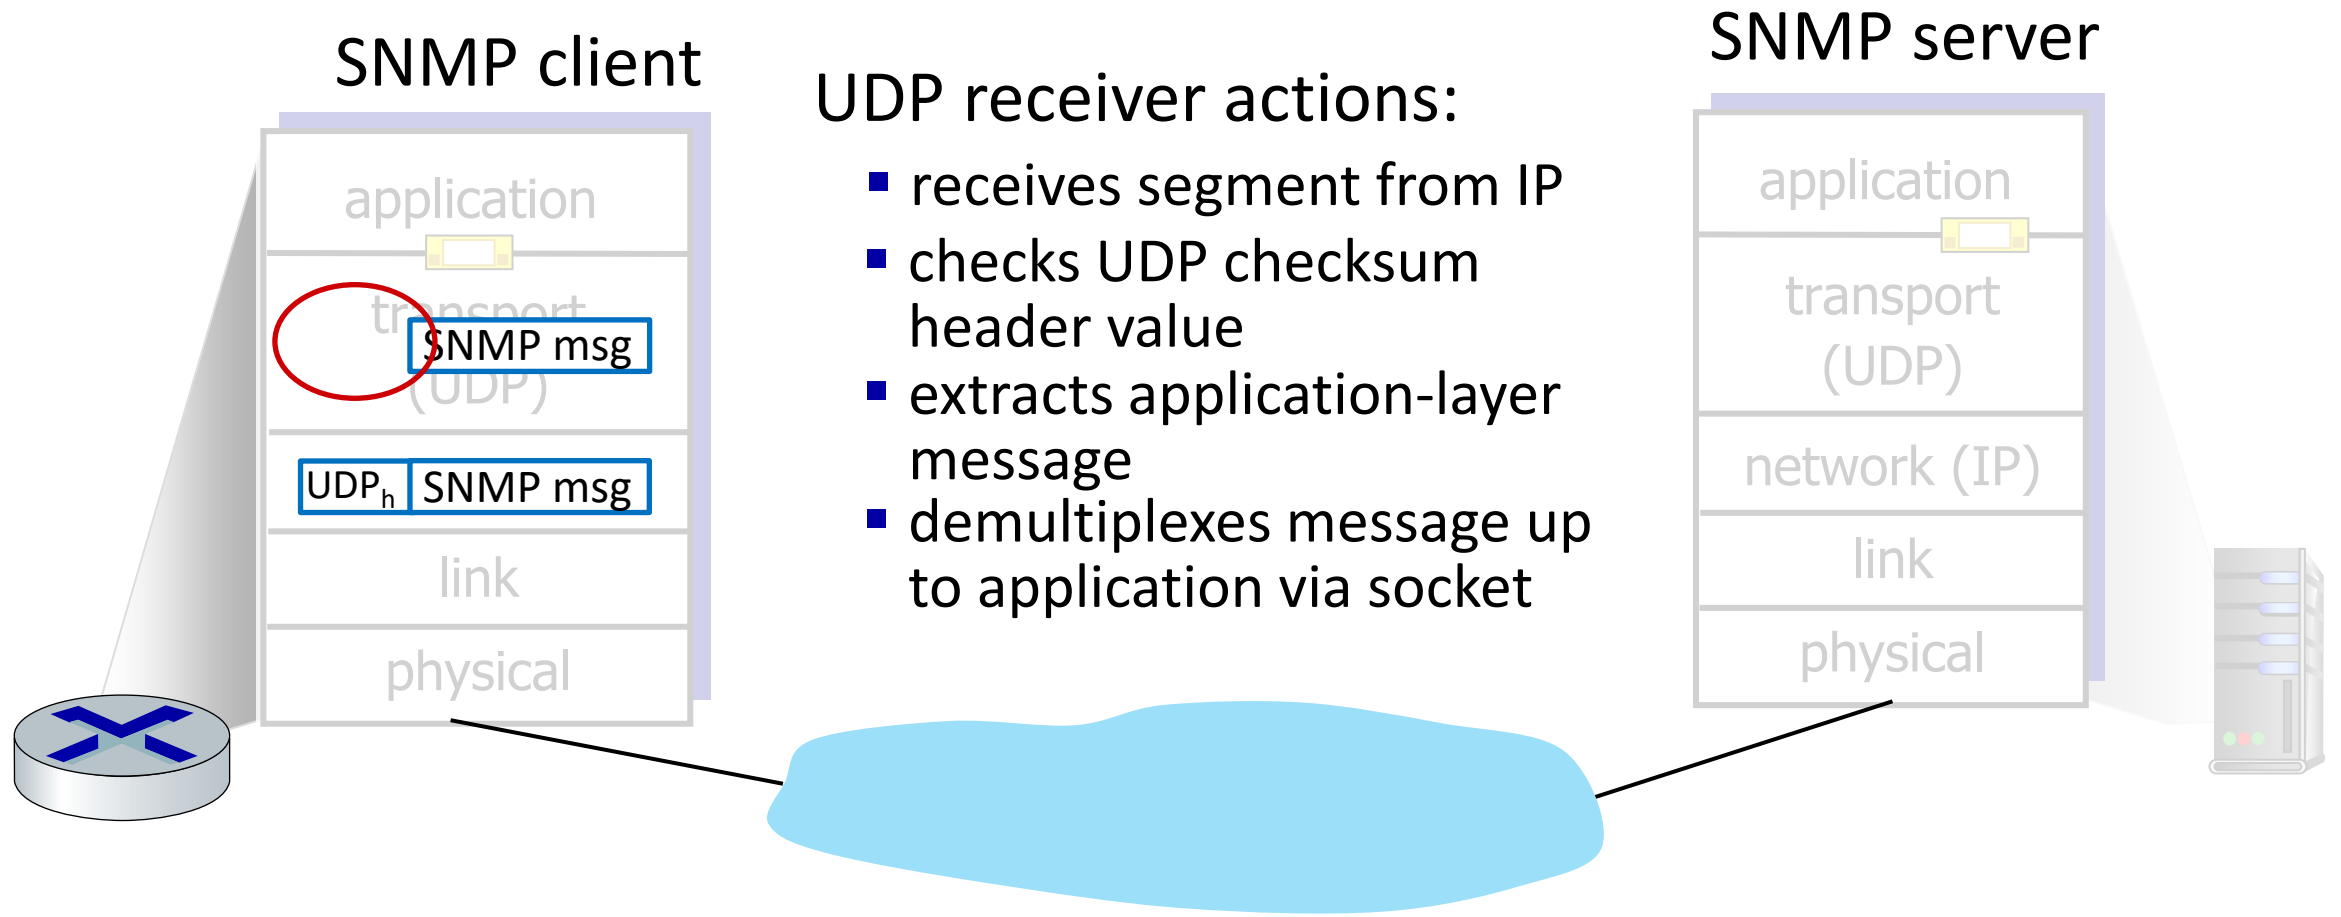 SNMP client
application
transport
SNMP msg
(UDP)
UDPh SNMP msg
link
physical
UDP receiver actions:
receives segment from IP
checks UDP checksum
header value
extracts application-layer
message
demultiplexes message up
to application via socket
SNMP server
application
transport
(UDP)
network (IP)
link
physical